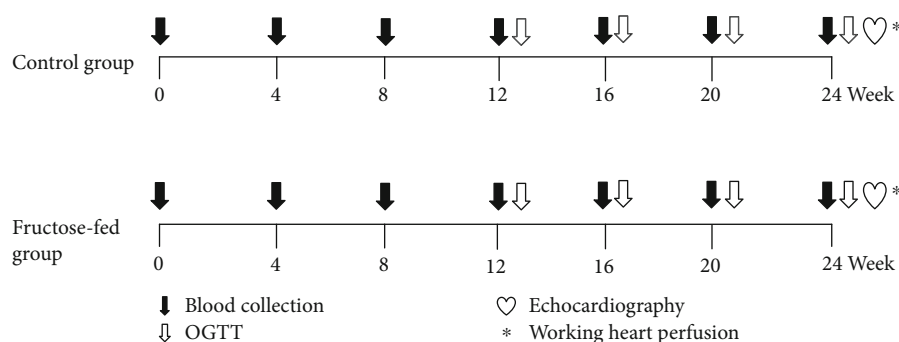 Control group
0 4 8 12 16 20 24 Week
Fructose-fed
group
0 4 8 12 16 20 24 Week
Blood collection
OGTT
Echocardiography
* Working heart perfusion